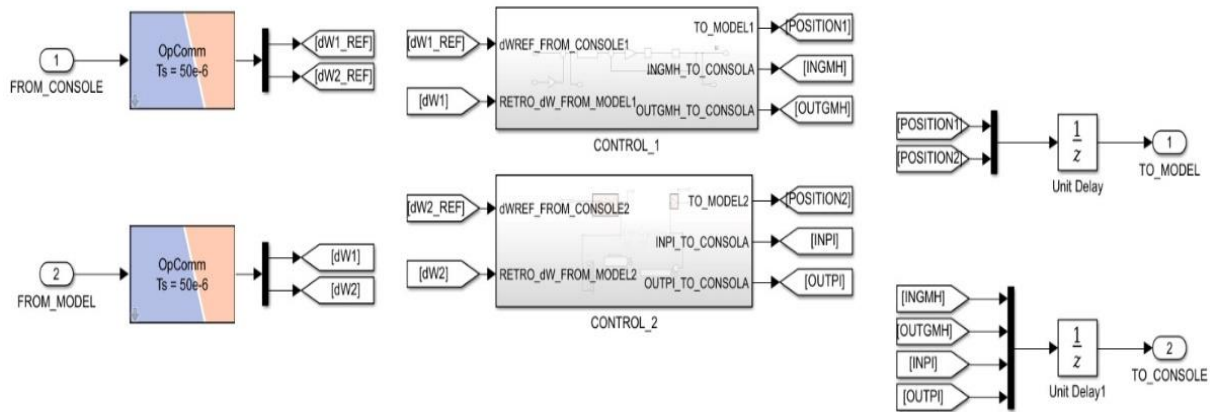 1
FROM_CONSOLE
OpComm
Ts = 50e-6
[dW1_REF]
[dW2_REF]
2
FROM_MODEL
OpComm
Ts = 50e-6
[dW1]
[dW2]
[dW1_REF]
[dW1]
dWREF_FROM_CONSOLE1
RETRO_dW_FROM_MODEL1
TO_MODEL1
INGMH_TO_CONSOLA
OUTGMH_TO_CONSOLA
CONTROL_1
[POSITION1]
[INGMH]
[OUTGMH]
[dW2_REF]
[dW2]
dWREF_FROM_CONSOLE2
RETRO_dW_FROM_MODEL2
TO_MODEL2
INPI_TO_CONSOLA
OUTPI_TO_CONSOLA
CONTROL_2
[POSITION2]
[INPI]
[OUTPI]
[POSITION1]
[POSITION2]
1
z
Unit Delay
1
TO_MODEL
[INGMH]
[OUTGMH]
[INPI]
[OUTPI]
1
z
Unit Delay1
2
TO_CONSOLE